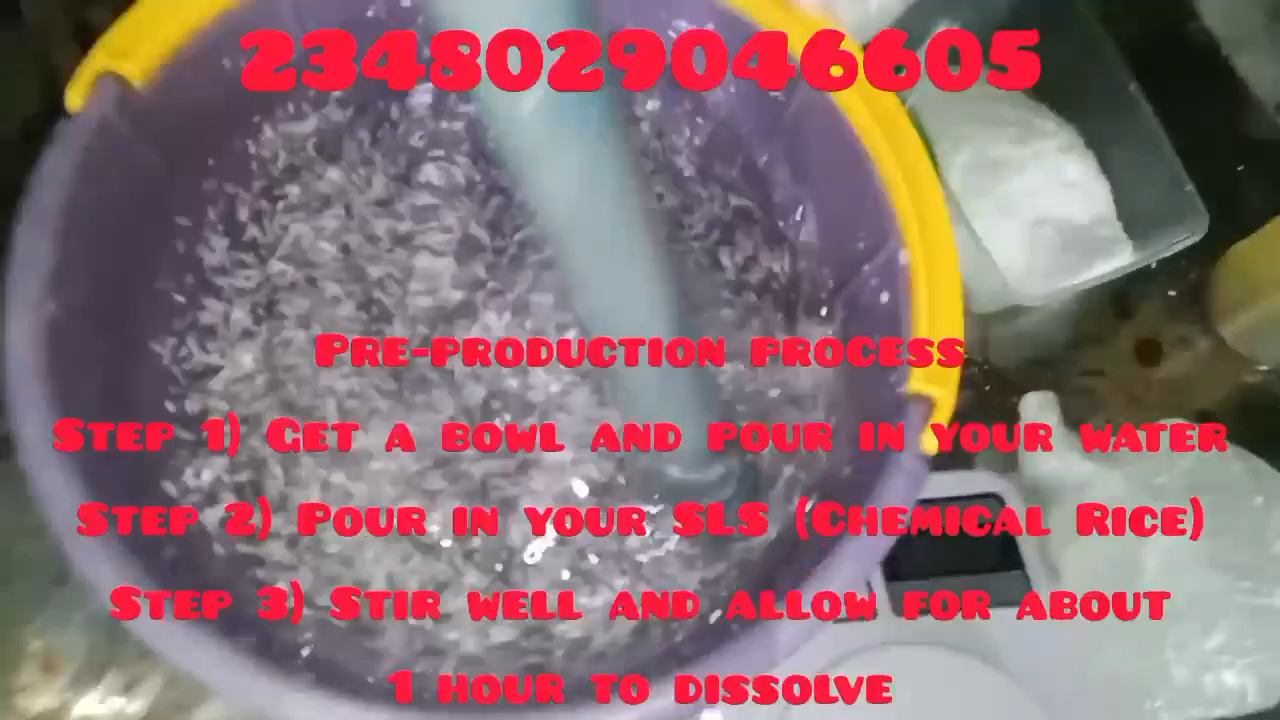 2348029046605
Pre-production process
Step 1) Get a bowl and pour in your water
Step 2) Pour in your SLS (Chemical Rice)
Step 3) Stir well and allow for about
1 hour to dissolve